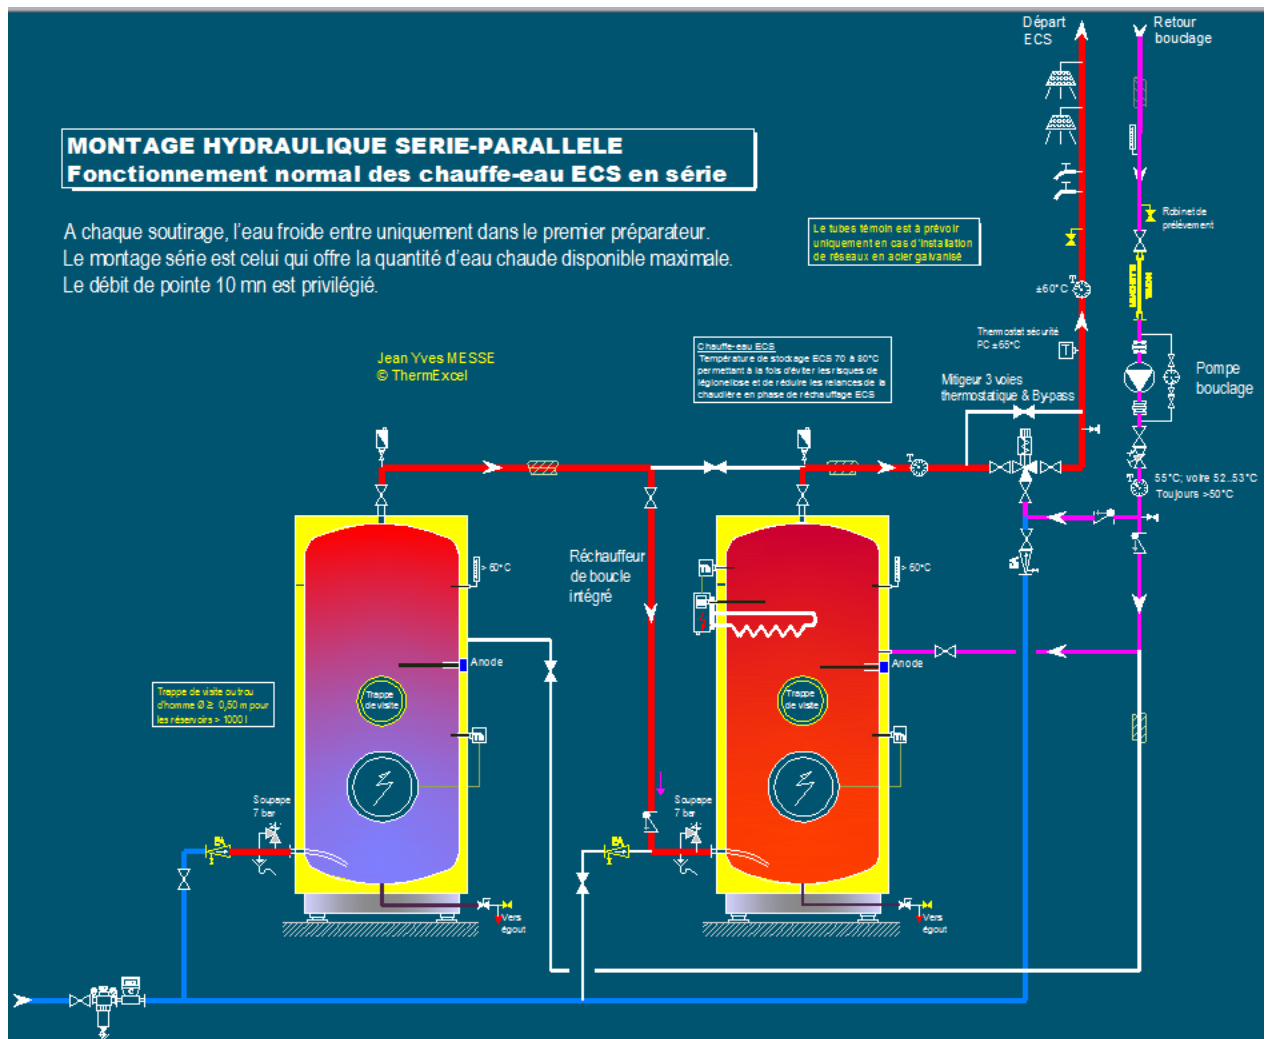 Départ
ECS
Retour
bouclage
MONTAGE HYDRAULIQUE SERIE-PARALLELE
Fonctionnement normal des chauffe-eau ECS en série
A chaque soutirage, l'eau froide entre uniquement dans le premier préparateur.
Le montage série est celui qui offre la quantité d'eau chaude disponible maximale.
Le débit de pointe 10 mn est privilégié.
Le tubes témoin est à prévoir
uniquement en cas d'installation
de réseaux en acier galvanisé
Robinet de
prélèvement
±60°C
Thermostat sécurité
PC ±65°C
Jean Yves MESSE
© ThermExcel
Chauffe-eau ECS
Température de stockage ECS 70 à 80°C
permettant à la fois d'éviter les risques de
légionellose et de réduire les relances de la
chaudière en phase de réchauffage ECS
Mitigeur 3 voies
thermostatique & By-pass
Pompe
bouclage
55°C; voire 52..53°C
Toujours >50°C
Réchauffeur
de boucle
intégré
> 60°C
Th
> 60°C
Anode
Anode
Trappe de visite ou trou
d'homme Ø ≥ 0,50 m pour
les réservoirs > 1000 l
Trappe
de visite
Trappe
de visite
Th
Th
Soupape
7 bar
Soupape
7 bar
EA
EA
Vers
égout
Vers
égout